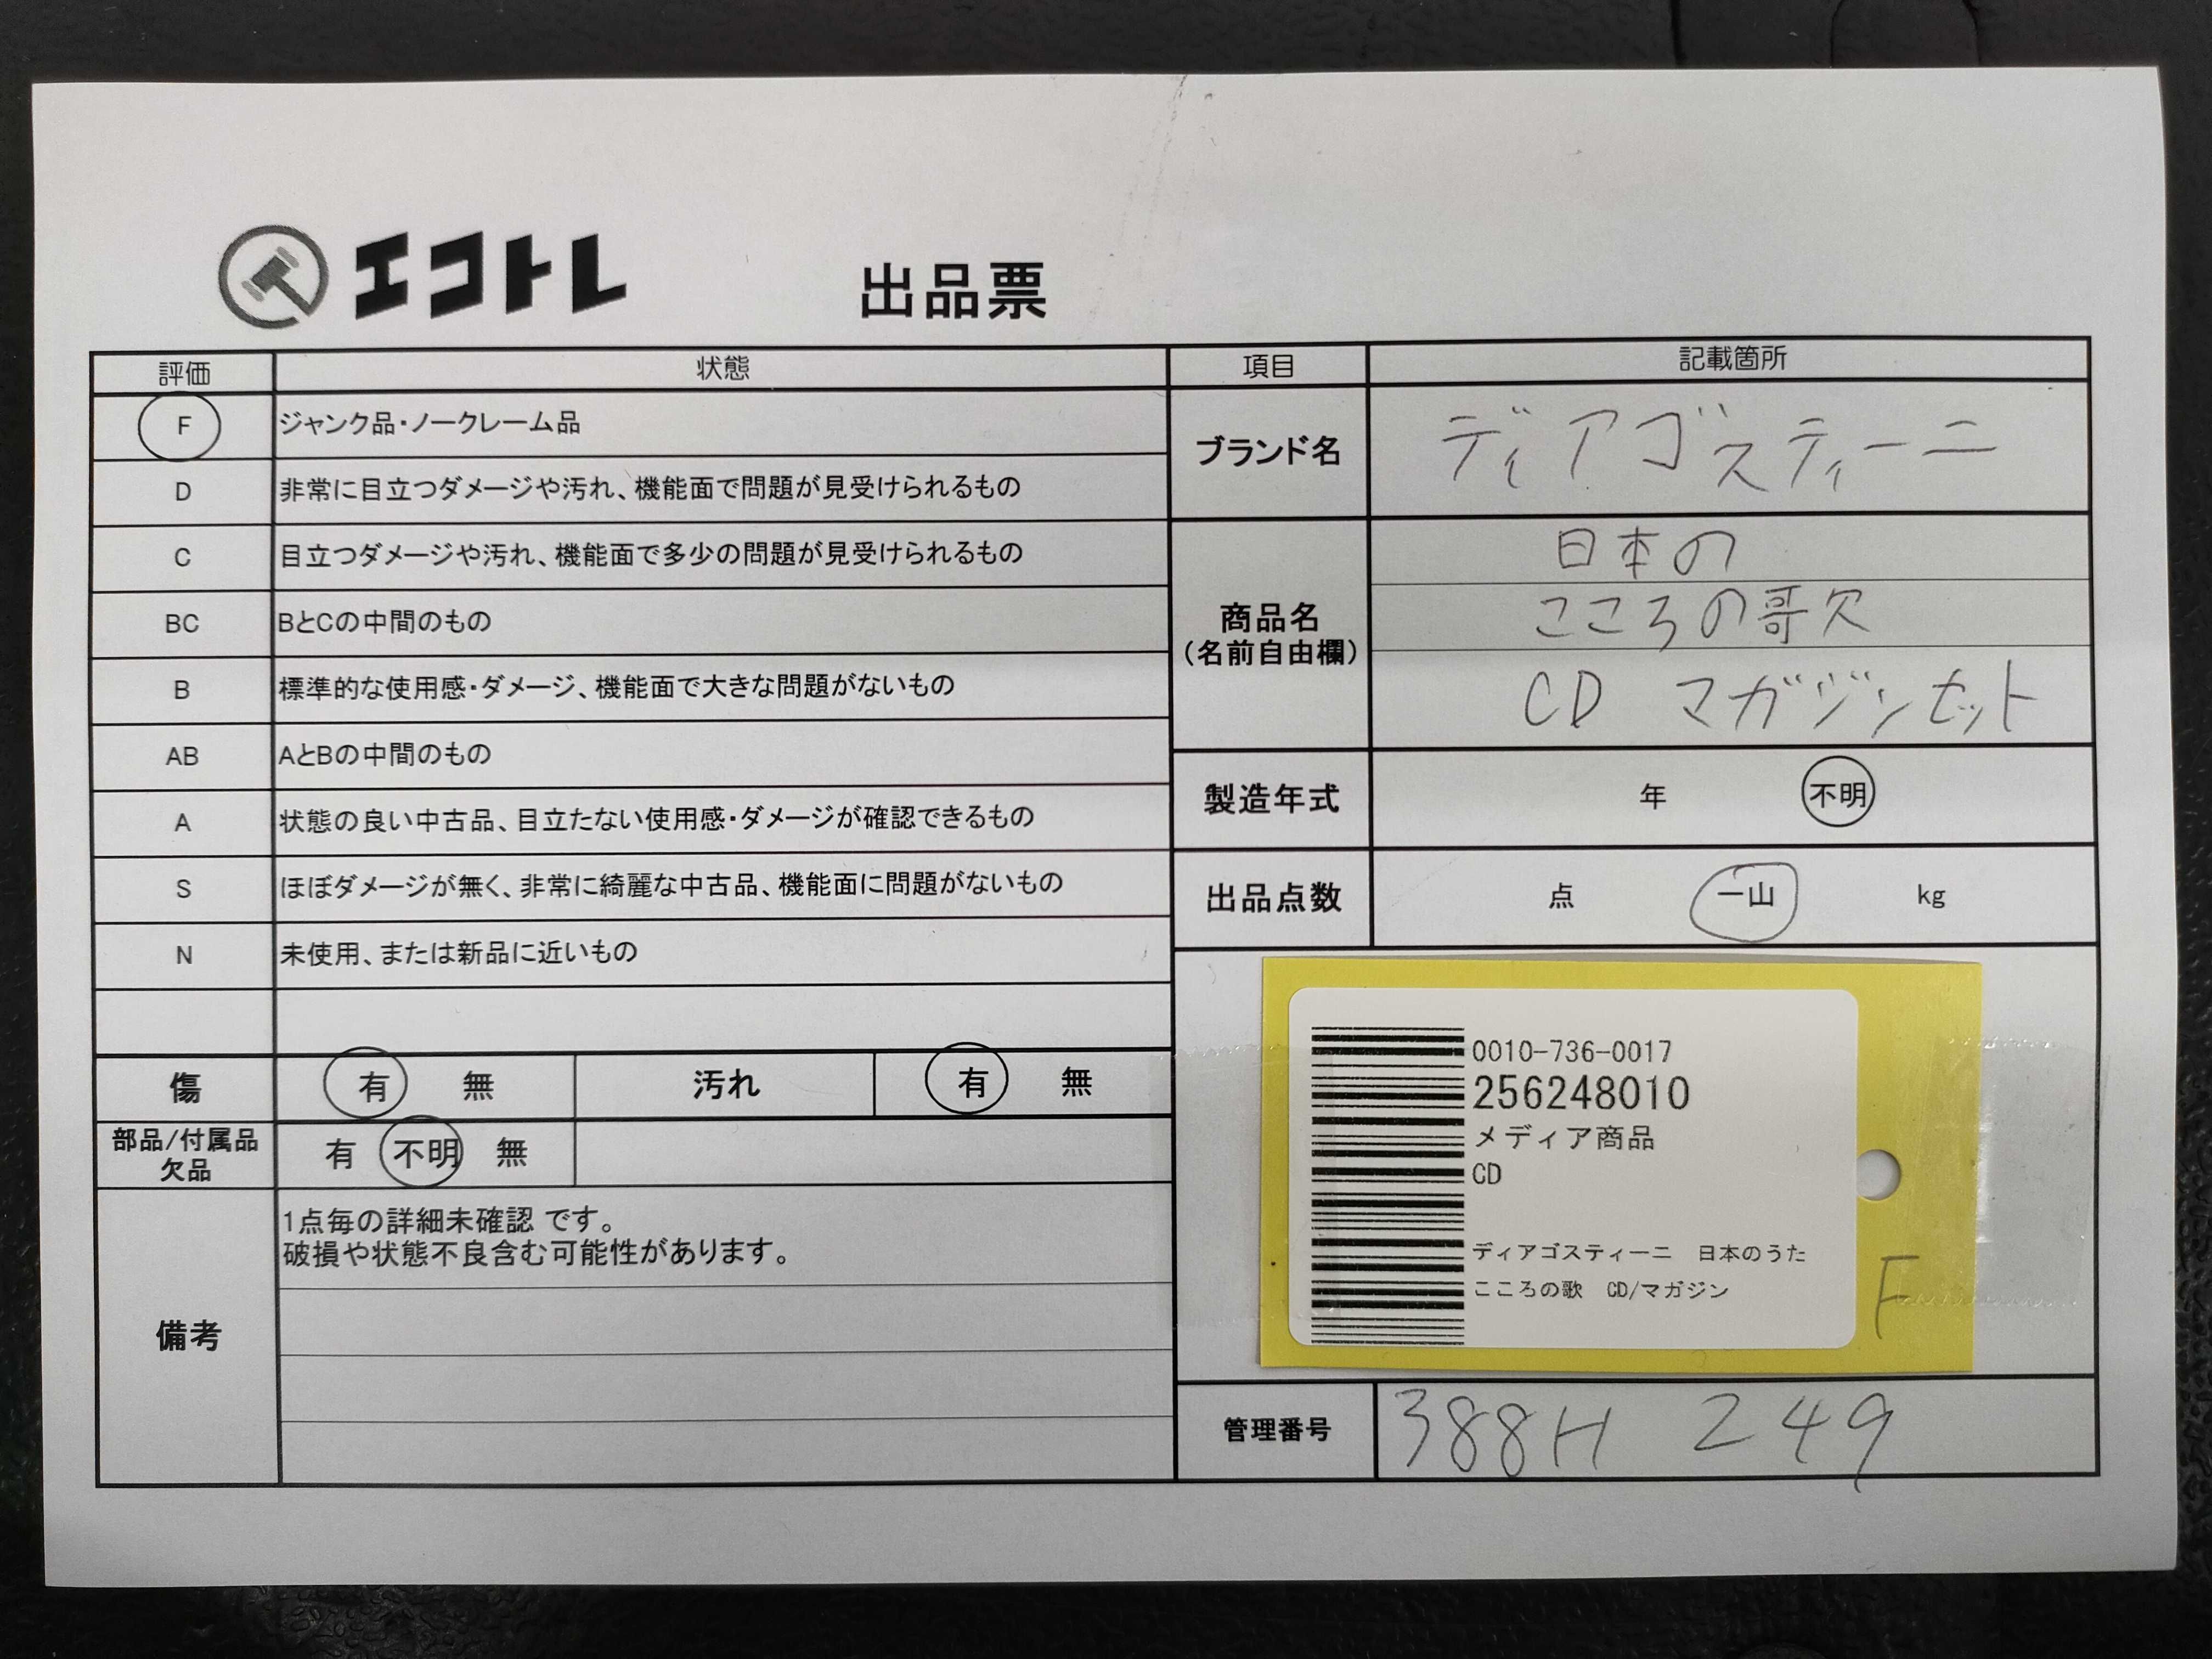 エコトレ
出品票
評価 状態
F ジャンク品・ノークレーム品
D 非常に目立つダメージや汚れ、機能面で問題が見受けられるもの
C 目立つダメージや汚れ、機能面で多少の問題が見受けられるもの
BC BとCの中間のもの
B 標準的な使用感・ダメージ、機能面で大きな問題がないもの
AB AとBの中間のもの
A 状態の良い中古品、目立たない使用感・ダメージが確認できるもの
S ほぼダメージが無く、非常に綺麗な中古品、機能面に問題がないもの
N 未使用、または新品に近いもの
傷 有 無 汚れ 有 無
部品/付属品
欠品
有 不明 無
備考
1点毎の詳細未確認 です。
破損や状態不良含む可能性があります。
項目 記載箇所
ブランド名 ディアゴスティーニ
商品名
(名前自由欄)
日本の
こころの歌
CD マガジンセット
製造年式 年 不明
出品点数 点 一山 kg
0010-736-0017
256248010
メディア商品
CD
ディアゴスティーニ 日本のうた
こころの歌 CD/マガジン
F
管理番号 388H 249